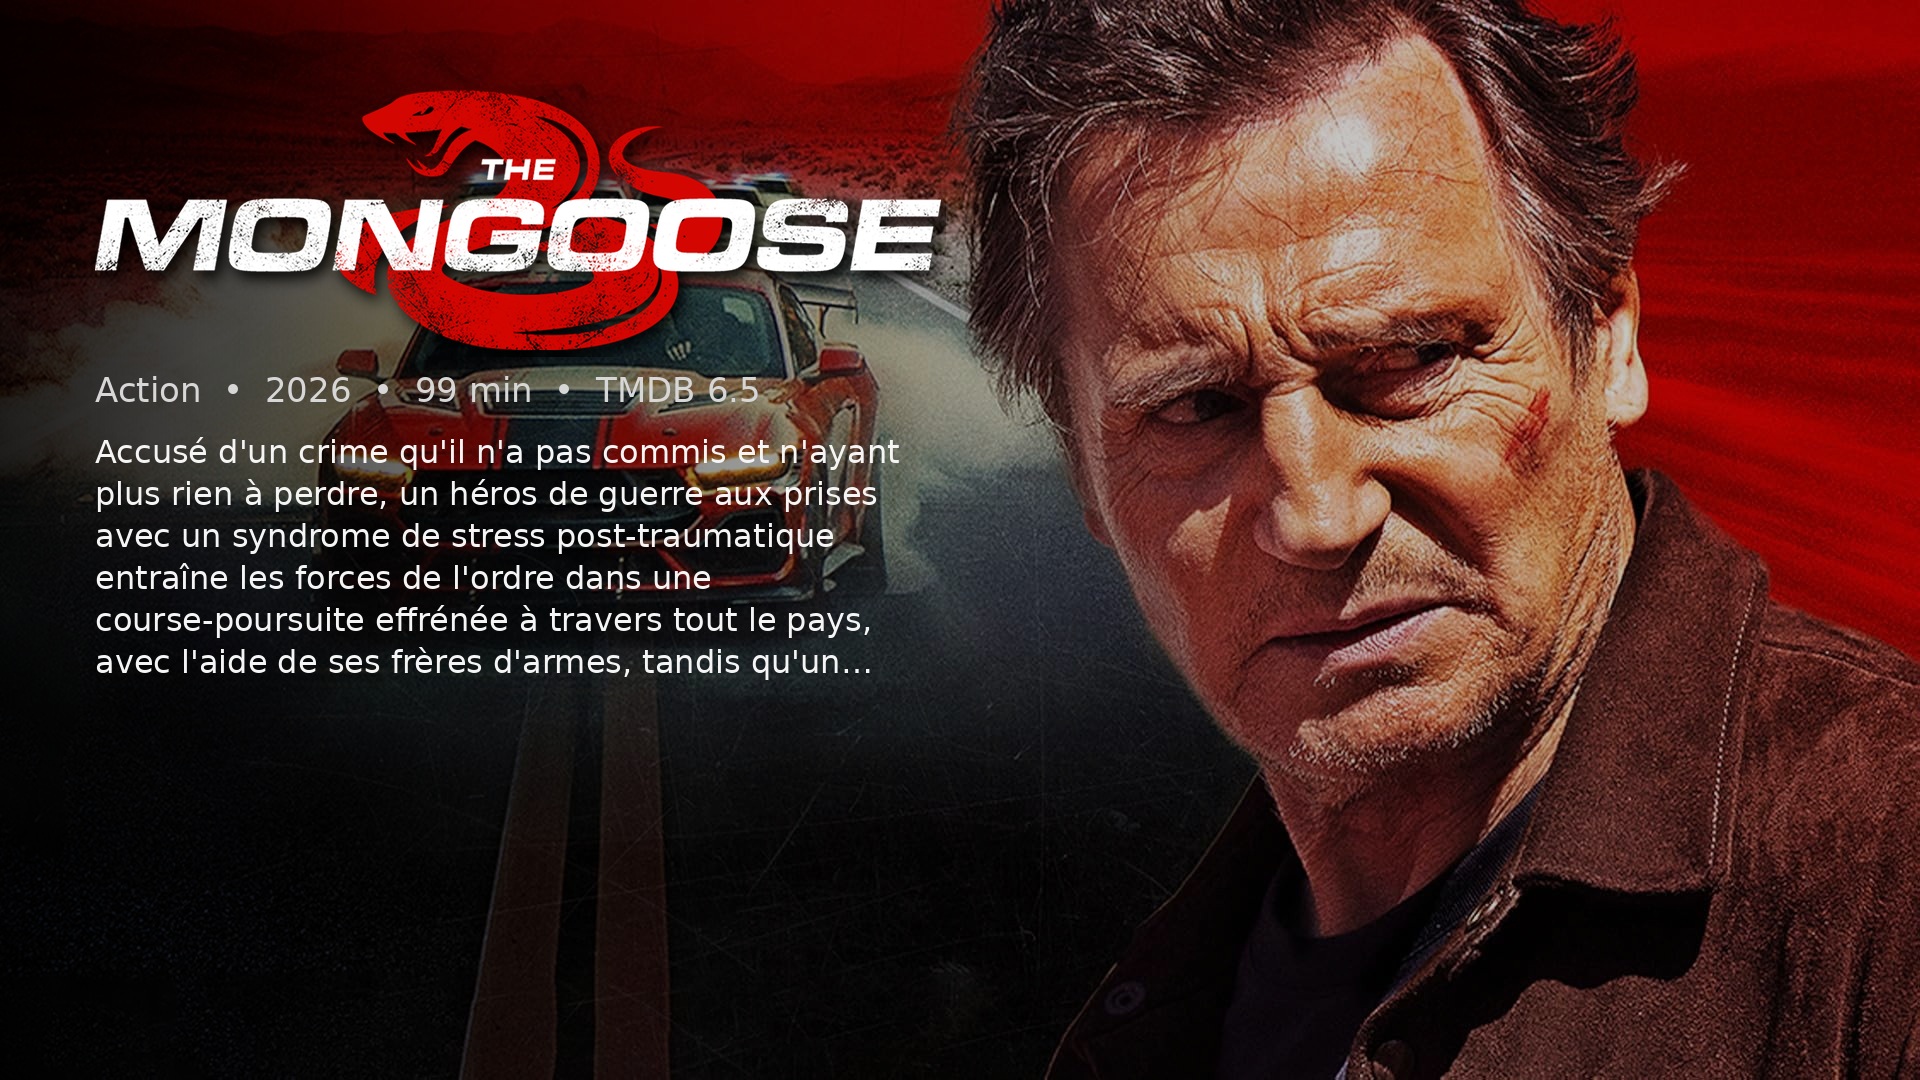 THE
MONGOOSE
Action • 2026 • 99 min • TMDB 6.5
Accusé d'un crime qu'il n'a pas commis et n'ayant
plus rien à perdre, un héros de guerre aux prises
avec un syndrome de stress post-traumatique
entraîne les forces de l'ordre dans une
course-poursuite effrénée à travers tout le pays,
avec l'aide de ses frères d'armes, tandis qu'un...